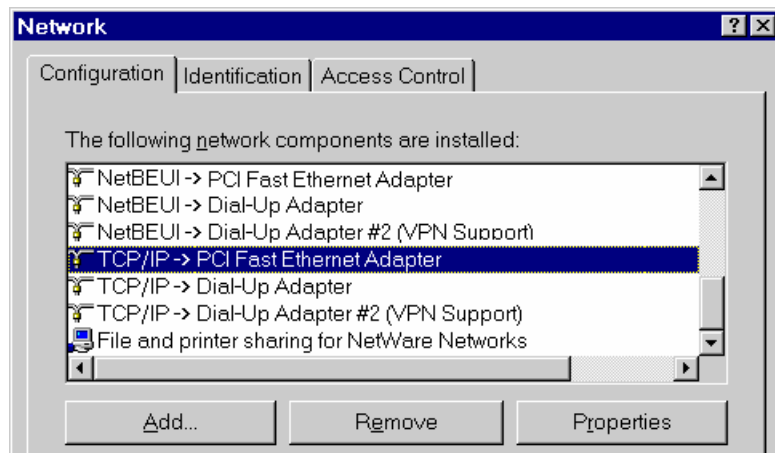 Network
Configuration Identification Access Control
The following network components are installed:
NetBEUI -> PCI Fast Ethernet Adapter
NetBEUI -> Dial-Up Adapter
NetBEUI -> Dial-Up Adapter #2 (VPN Support)
TCP/IP -> PCI Fast Ethernet Adapter
TCP/IP -> Dial-Up Adapter
TCP/IP -> Dial-Up Adapter #2 (VPN Support)
File and printer sharing for NetWare Networks
Add... Remove Properties